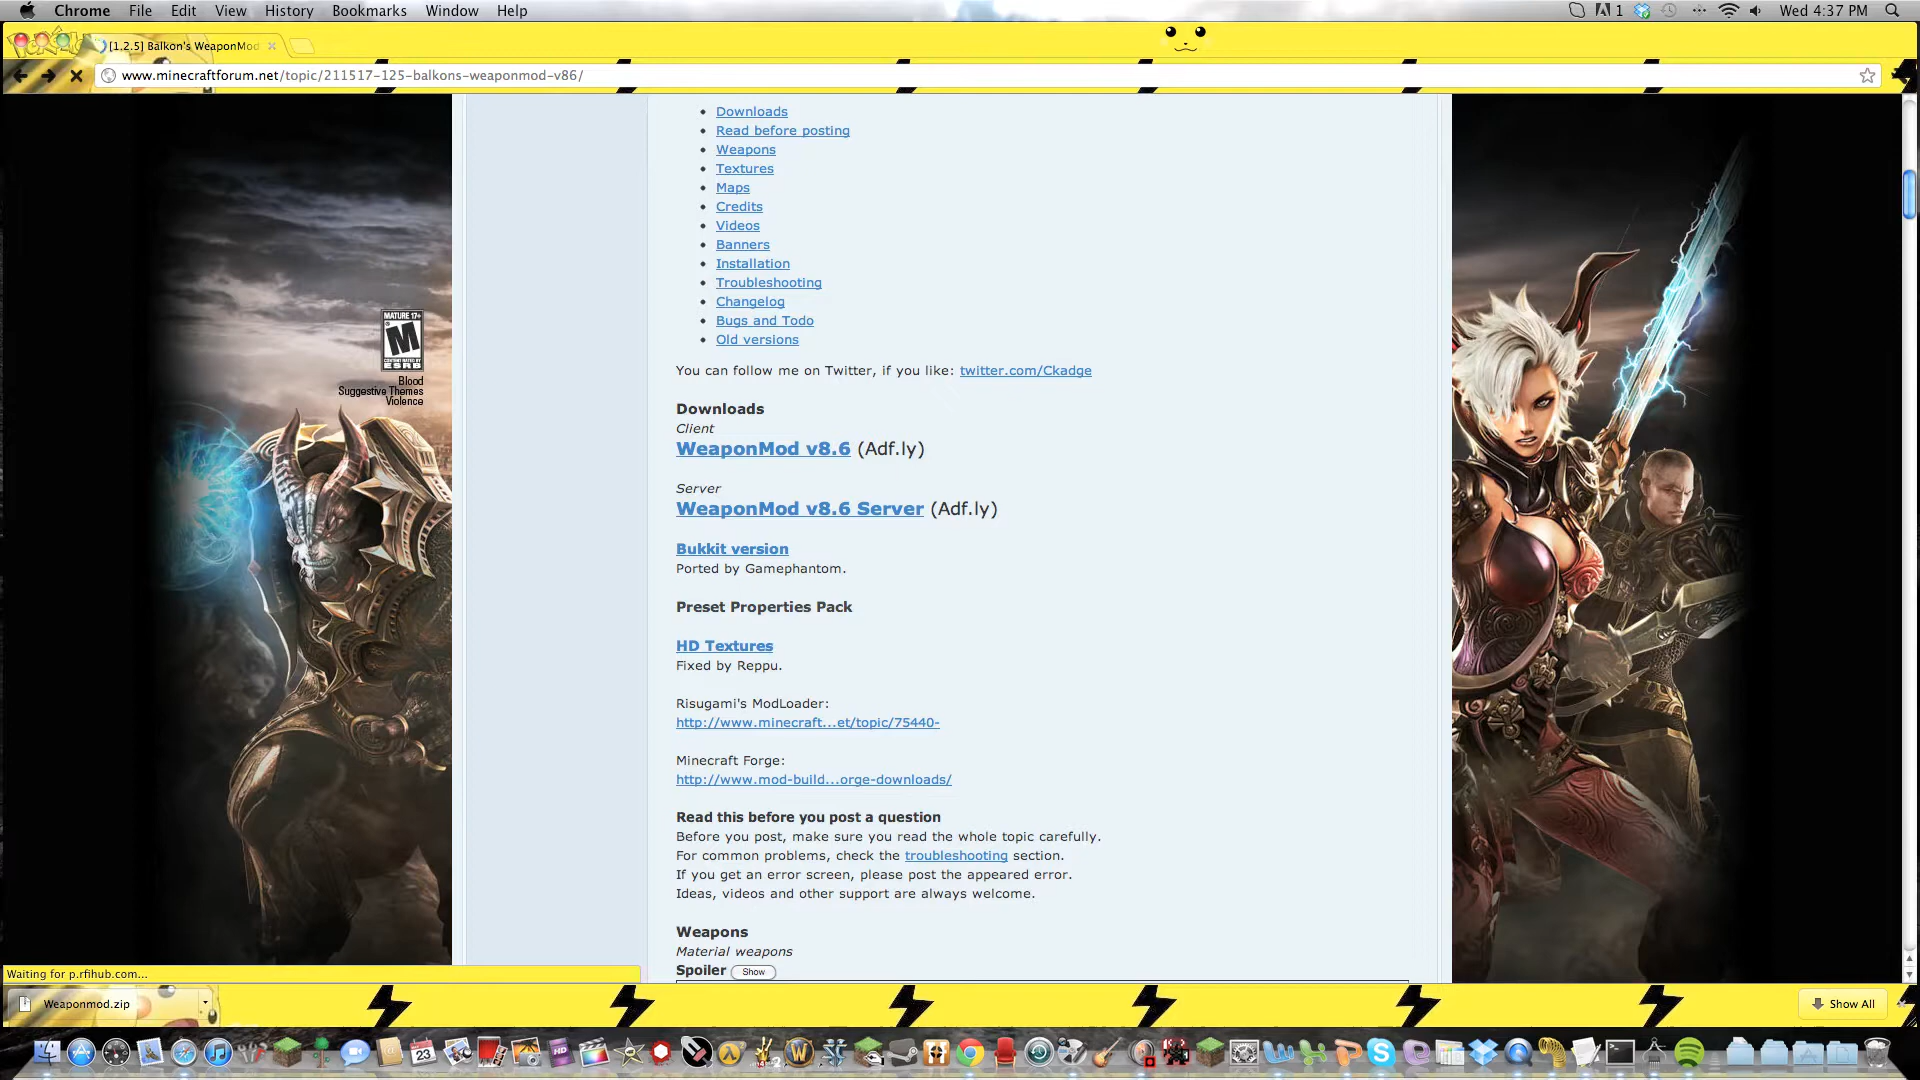 Chrome File Edit View History Bookmarks Window Help
1 Wed 4:37 PM
[1.2.5] Balkon's WeaponMod
www.minecraftforum.net/topic/211517-125-balkons-weaponmod-v86/
Downloads
Read before posting
Weapons
Textures
Maps
Credits
Videos
Banners
Installation
Troubleshooting
Changelog
Bugs and Todo
Old versions
You can follow me on Twitter, if you like: twitter.com/Ckadge
Downloads
Client
WeaponMod v8.6 (Adf.ly)
Server
WeaponMod v8.6 Server (Adf.ly)
Bukkit version
Ported by Gamephantom.
Preset Properties Pack
HD Textures
Fixed by Reppu.
Risugami's ModLoader:
http://www.minecraft...et/topic/75440-
Minecraft Forge:
http://www.mod-build...orge-downloads/
Read this before you post a question
Before you post, make sure you read the whole topic carefully.
For common problems, check the troubleshooting section.
If you get an error screen, please post the appeared error.
Ideas, videos and other support are always welcome.
Weapons
Material weapons
Spoiler Show
MATURE 17+
M
CONTENT RATED BY
ESRB
Blood
Suggestive Themes
Violence
Waiting for p.rfihub.com...
Weaponmod.zip
Show All
23
HD
2